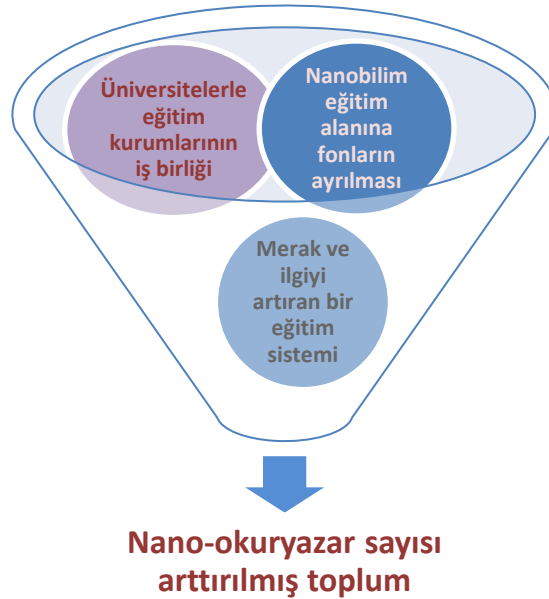 Üniversitelerle
eğitim
kurumlarının
iş birliği
Nanobilim
eğitim
alanına
fonların
ayrılması
Merak ve
ilgiyi
artıran bir
eğitim
sistemi
Nano-okuryazar sayısı
arttırılmış toplum